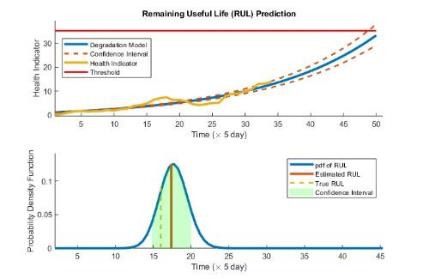 Remaining Useful Life (RUL) Prediction
Health Indicator
30
20
10
0
Degradation Model
Confidence Interval
Health Indicator
Threshold
5 10 15 20 25 30 35 40 45 50
Time (× 5 day)
Probability Density Function
0.1
0.05
0
pdf of RUL
Estimated RUL
True RUL
Confidence Interval
5 10 15 20 25 30 35 40 45
Time (× 5 day)